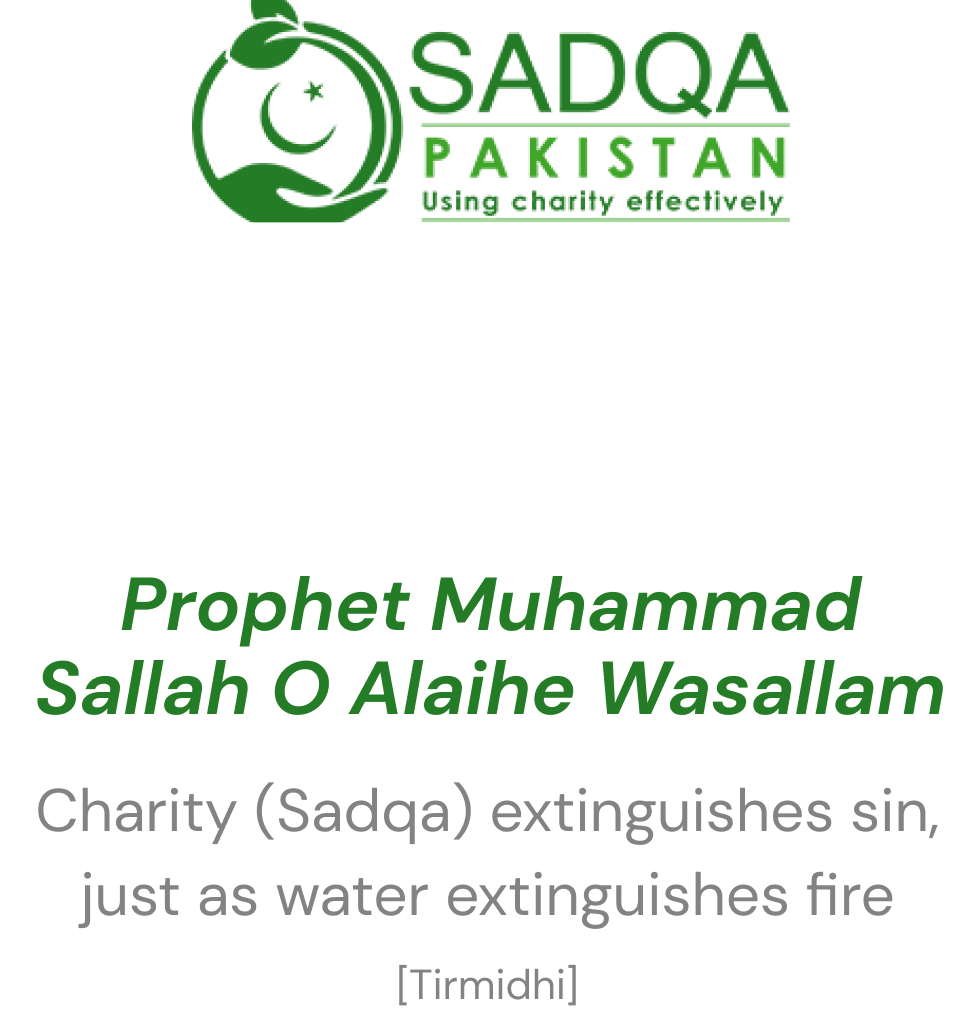 SADQA
PAKISTAN
Using charity effectively
Prophet Muhammad
Sallah O Alaihe Wasallam
Charity (Sadqa) extinguishes sin,
just as water extinguishes fire
[Tirmidhi]